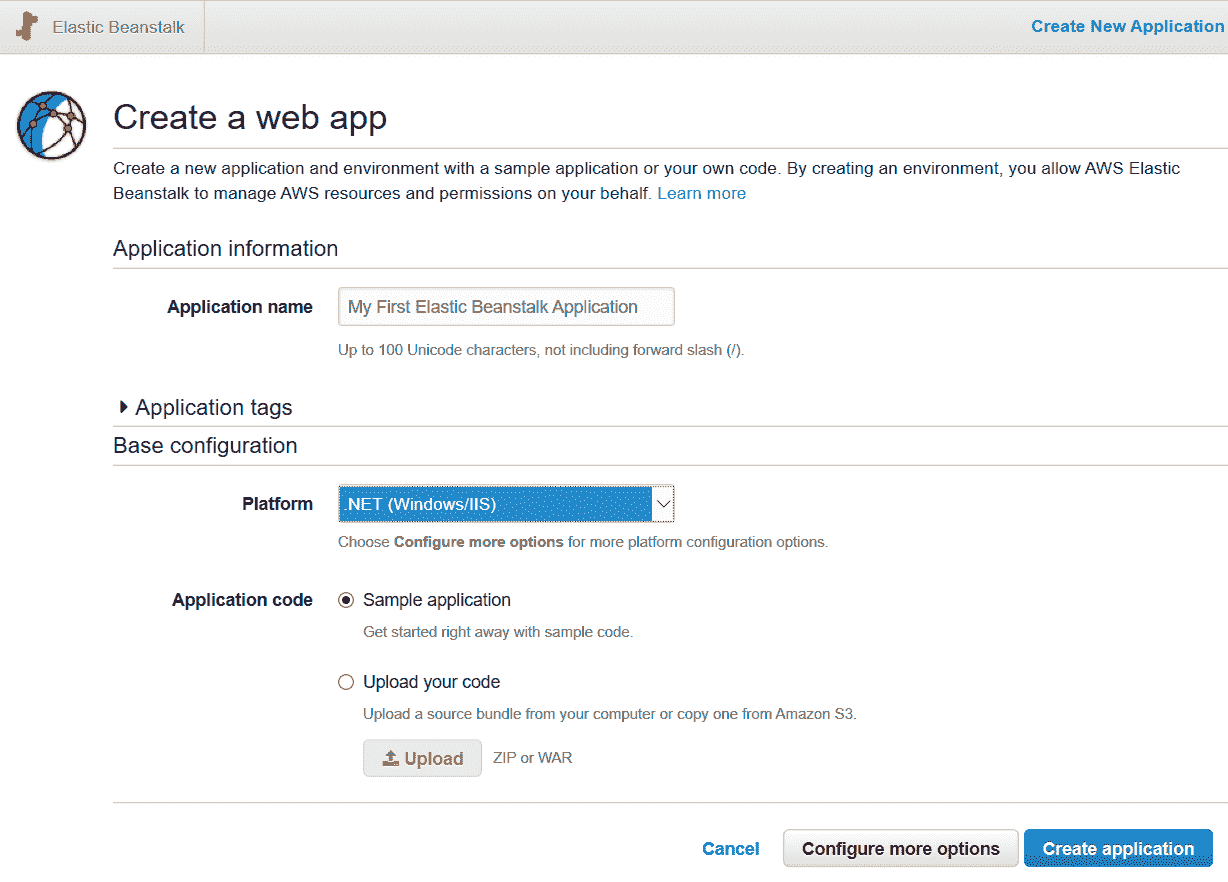 Elastic Beanstalk
Create New Application
Create a web app
Create a new application and environment with a sample application or your own code. By creating an environment, you allow AWS Elastic
Beanstalk to manage AWS resources and permissions on your behalf. Learn more
Application information
Application name
My First Elastic Beanstalk Application
Up to 100 Unicode characters, not including forward slash (/).
Application tags
Base configuration
Platform
.NET (Windows/IIS)
Choose Configure more options for more platform configuration options.
Application code
Sample application
Get started right away with sample code.
Upload your code
Upload a source bundle from your computer or copy one from Amazon S3.
Upload
ZIP or WAR
Cancel
Configure more options
Create application